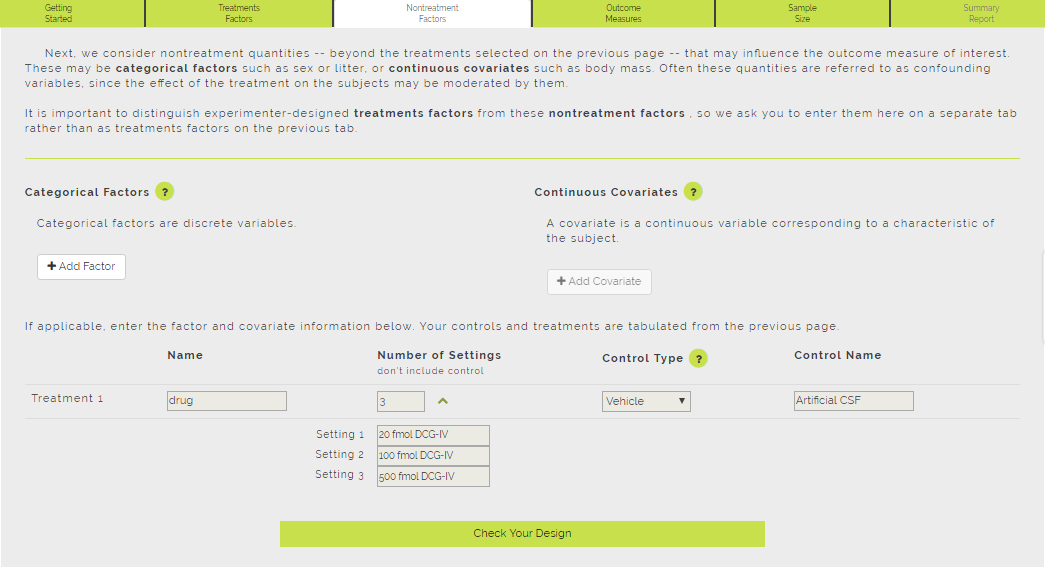 Getting Started
Treatments Factors
Nontreatment Factors
Outcome Measures
Sample Size
Summary Report
Next, we consider nontreatment quantities -- beyond the treatments selected on the previous page -- that may influence the outcome measure of interest.
These may be categorical factors such as sex or litter, or continuous covariates such as body mass. Often these quantities are referred to as confounding
variables, since the effect of the treatment on the subjects may be moderated by them.
It is important to distinguish experimenter-designed treatments factors from these nontreatment factors , so we ask you to enter them here on a separate tab
rather than as treatments factors on the previous tab.
Categorical Factors ?
Continuous Covariates ?
Categorical factors are discrete variables.
A covariate is a continuous variable corresponding to a characteristic of
the subject.
+ Add Factor
+ Add Covariate
If applicable, enter the factor and covariate information below. Your controls and treatments are tabulated from the previous page.
Name
Number of Settings
don't include control
Control Type ?
Control Name
Treatment 1
drug
3
Vehicle
Artificial CSF
Setting 1 20 fmol DCG-IV
Setting 2 100 fmol DCG-IV
Setting 3 500 fmol DCG-IV
Check Your Design